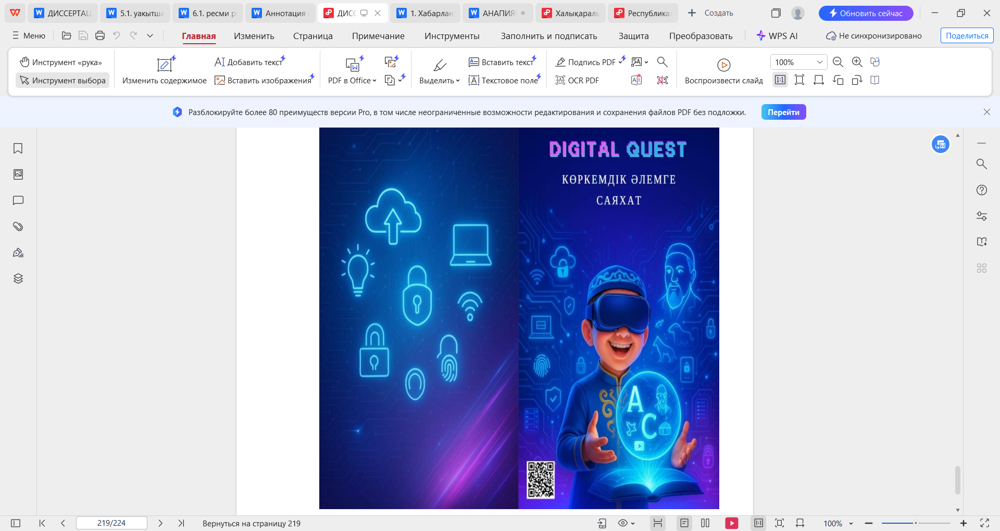 ДИССЕРТАЦ
5.1. уақытша
6.1. ресми р
Аннотация
ДИСС
1. Хабарлан
АНАПИЯ
Халықараль
Республика
Создать
Обновить сейчас
Меню
Главная
Изменить
Страница
Примечание
Инструменты
Заполнить и подписать
Защита
Преобразовать
WPS AI
Не синхронизировано
Поделиться
Инструмент «рука»
Инструмент выбора
Изменить содержимое
Добавить текст
Вставить изображения
PDF в Office
Выделить
Вставить текст
Текстовое поле
Подпись PDF
OCR PDF
Воспроизвести слайд
100%
Разблокируйте более 80 преимуществ версии Pro, в том числе неограниченные возможности редактирования и сохранения файлов PDF без подложки.
Перейти
DIGITAL QUEST
КӨРКЕМДІК ӘЛЕМГЕ
САЯХАТ
A
C
219/224
Вернуться на страницу 219
100%